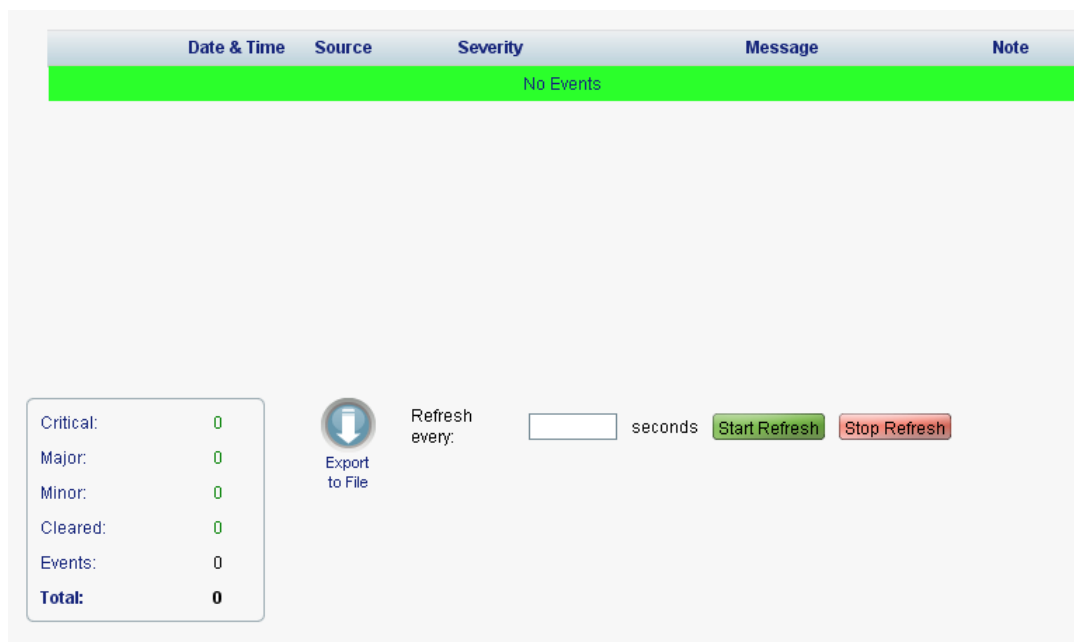 Date & Time Source Severity Message Note
No Events
Critical: 0
Major: 0
Minor: 0
Cleared: 0
Events: 0
Total: 0
Export
to File
Refresh
every:
seconds Start Refresh Stop Refresh